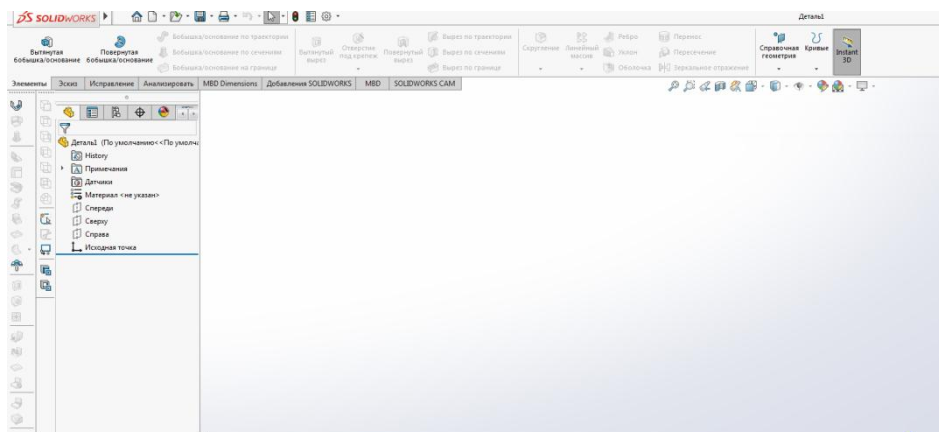 SOLIDWORKS
Деталь1
Вытянутая бобышка/основание
Повернутая бобышка/основание
Бобышка/основание по траектории
Бобышка/основание по сечениям
Бобышка/основание на границе
Вытянутый вырез
Отверстие под крепеж
Повернутый вырез
Вырез по траектории
Вырез по сечениям
Вырез по границе
Скругление
Линейный массив
Ребро
Уклон
Оболочка
Перенос
Пересечение
Зеркальное отражение
Справочная геометрия
Кривые
Instant 3D
Элементы
Эскиз
Исправление
Анализировать
MBD Dimensions
Добавления SOLIDWORKS
MBD
SOLIDWORKS CAM
Деталь1 (По умолчанию<<По умолча
History
Примечания
Датчики
Материал <не указан>
Спереди
Сверху
Справа
Исходная точка